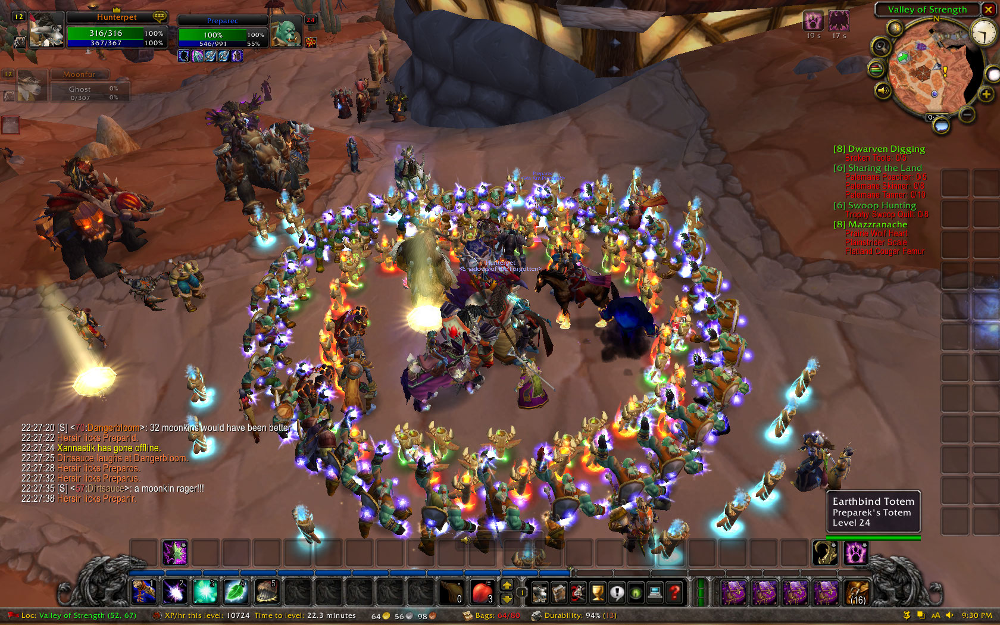 12
Hunterpet
zzz
316/316 100%
367/367 100%
Preparec
24
100% 100%
546/991 55%
3
12
Moonfur
Ghost 0%
0/307 0%
19 s
17 s
Valley of Strength
N
[8] Dwarven Digging
Broken Tools: 0/5
[6] Sharing the Land
Palemane Poacher: 0/5
Palemane Skinner: 0/8
Palemane Tanner: 0/10
[6] Swoop Hunting
Trophy Swoop Quill: 0/8
[8] Mazzranache
Prairie Wolf Heart
Plainstrider Scale
Flatland Cougar Femur
Preparec
Hunterpet
<Shadows of the Forgotten>
22:27:20 [S] <70:Dangerbloom>: 32 moonkins would have been better
22:27:22 Hersir licks Preparid.
22:27:24 Xannastik has gone offline.
22:27:25 Dirtsauce laughs at Dangerbloom.
22:27:28 Hersir licks Preparos.
22:27:32 Hersir licks Preparus.
22:27:35 [S] <57:Dirtsauce>: a moonkin rager!!!
22:27:38 Hersir licks Preparir.
Earthbind Totem
Preparek's Totem
Level 24
1
2
3
4
5
-
0
=
3
1
(16)
Loc: Valley of Strength (52, 67)
XP/hr this level: 10724 Time to level: 22.3 minutes
64 56 98
Bags: 64/80
Durability: 94% (13)
AA
9:30 PM